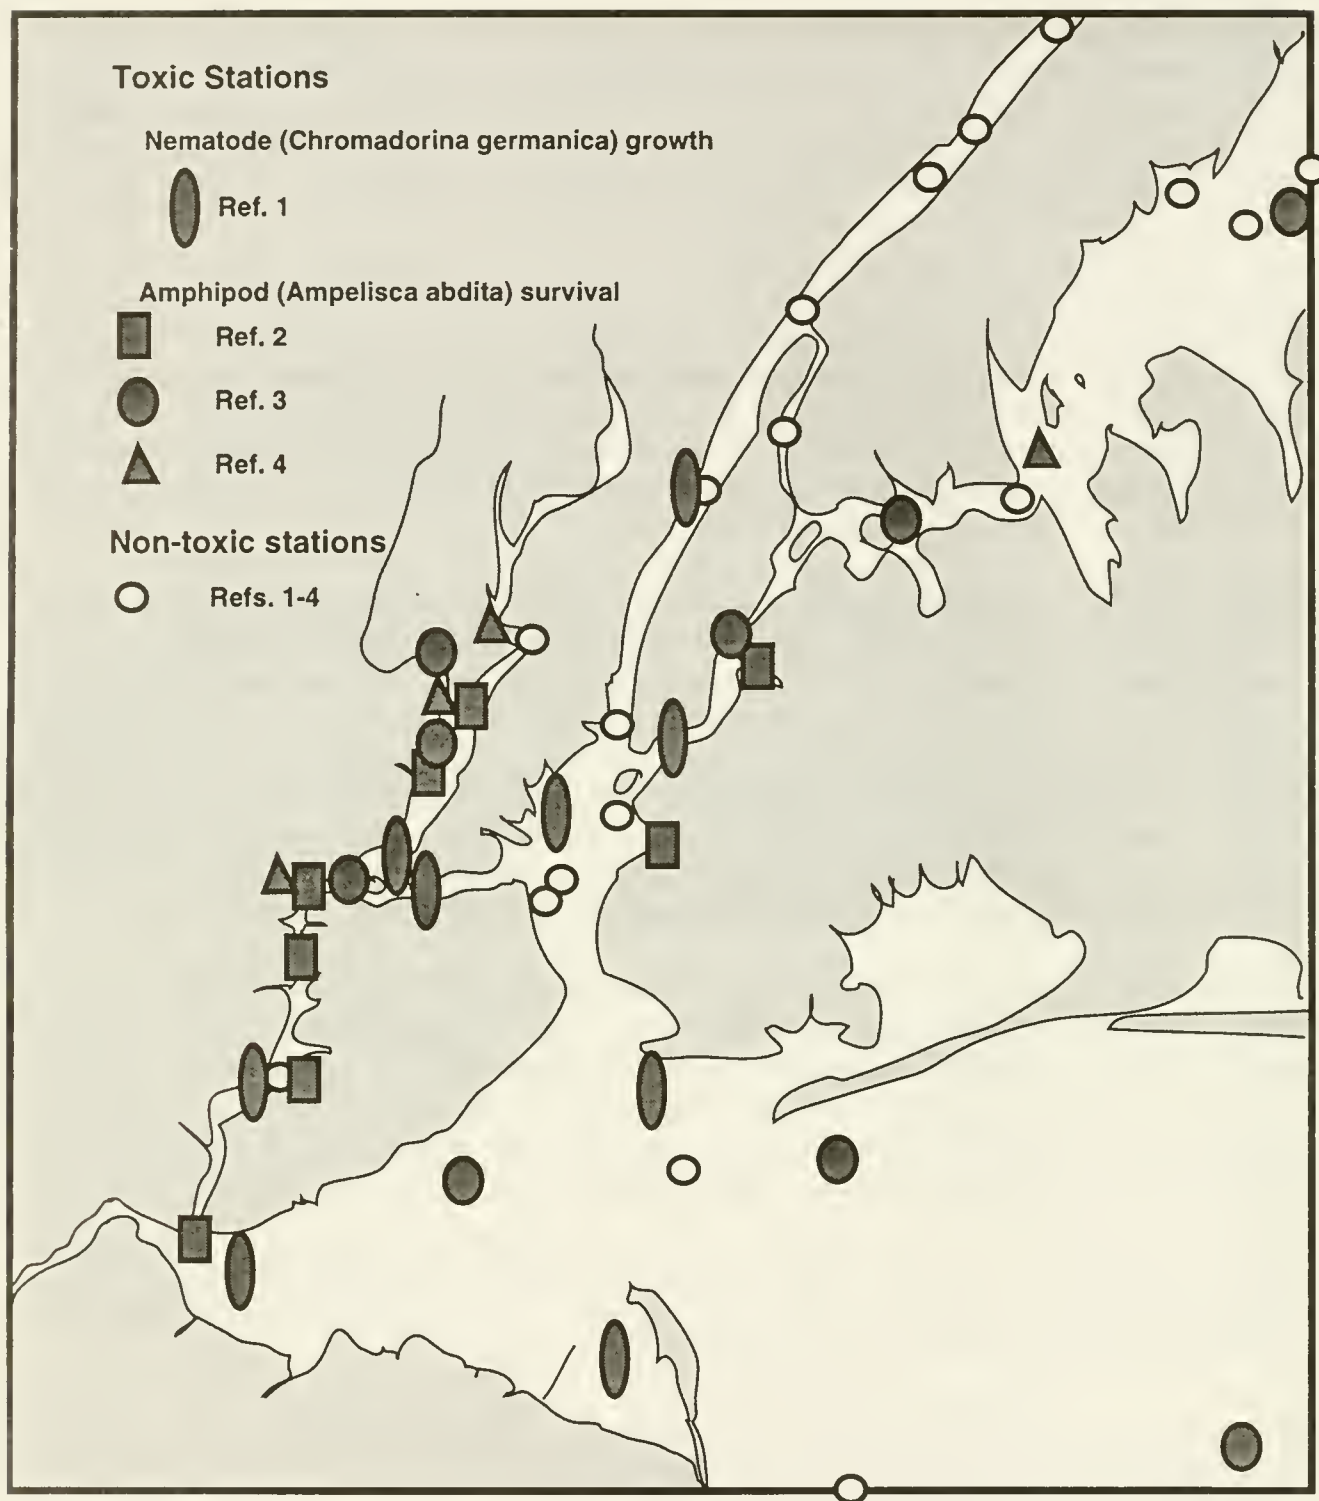 Toxic Stations
Nematode (Chromadorina germanica) growth
Ref. 1
Amphipod (Ampelisca abdita) survival
Ref. 2
Ref. 3
Ref. 4
Non-toxic stations
Refs. 1-4